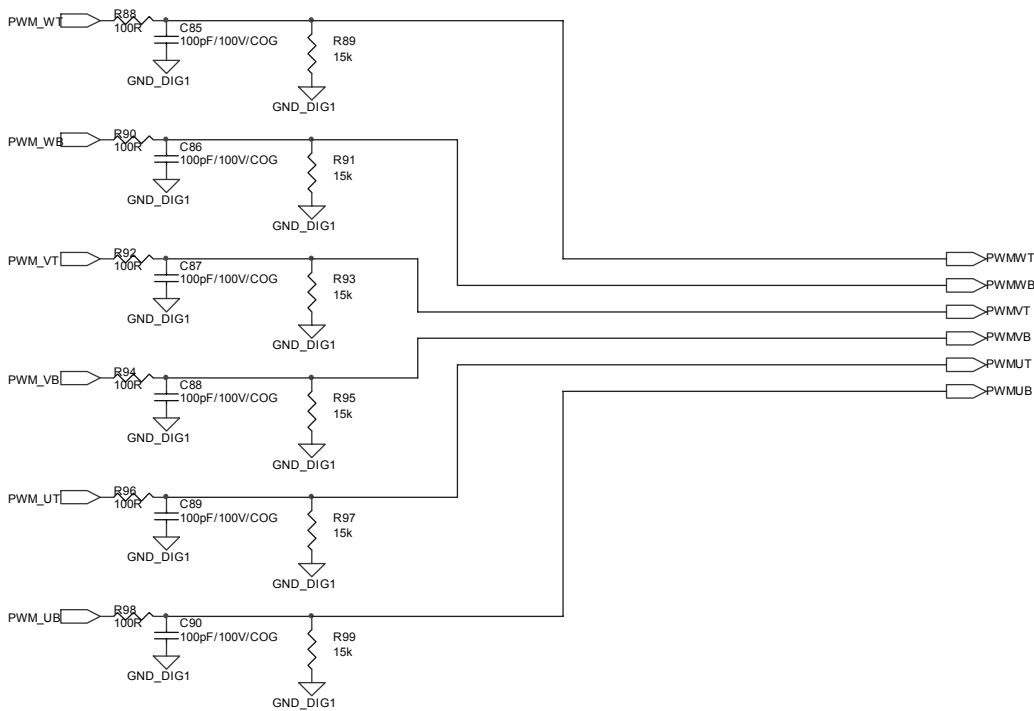 PWM_WT
R88
100R
C85
100pF/100V/COG
GND_DIG1
R89
15k
GND_DIG1
PWM_WB
R90
100R
C86
100pF/100V/COG
GND_DIG1
R91
15k
GND_DIG1
PWM_VT
R92
100R
C87
100pF/100V/COG
GND_DIG1
R93
15k
GND_DIG1
PWM_VB
R94
100R
C88
100pF/100V/COG
GND_DIG1
R95
15k
GND_DIG1
PWM_UT
R96
100R
C89
100pF/100V/COG
GND_DIG1
R97
15k
GND_DIG1
PWM_UB
R98
100R
C90
100pF/100V/COG
GND_DIG1
R99
15k
GND_DIG1
PWMWT
PWMWB
PWMVT
PWMVB
PWMUT
PWMUB